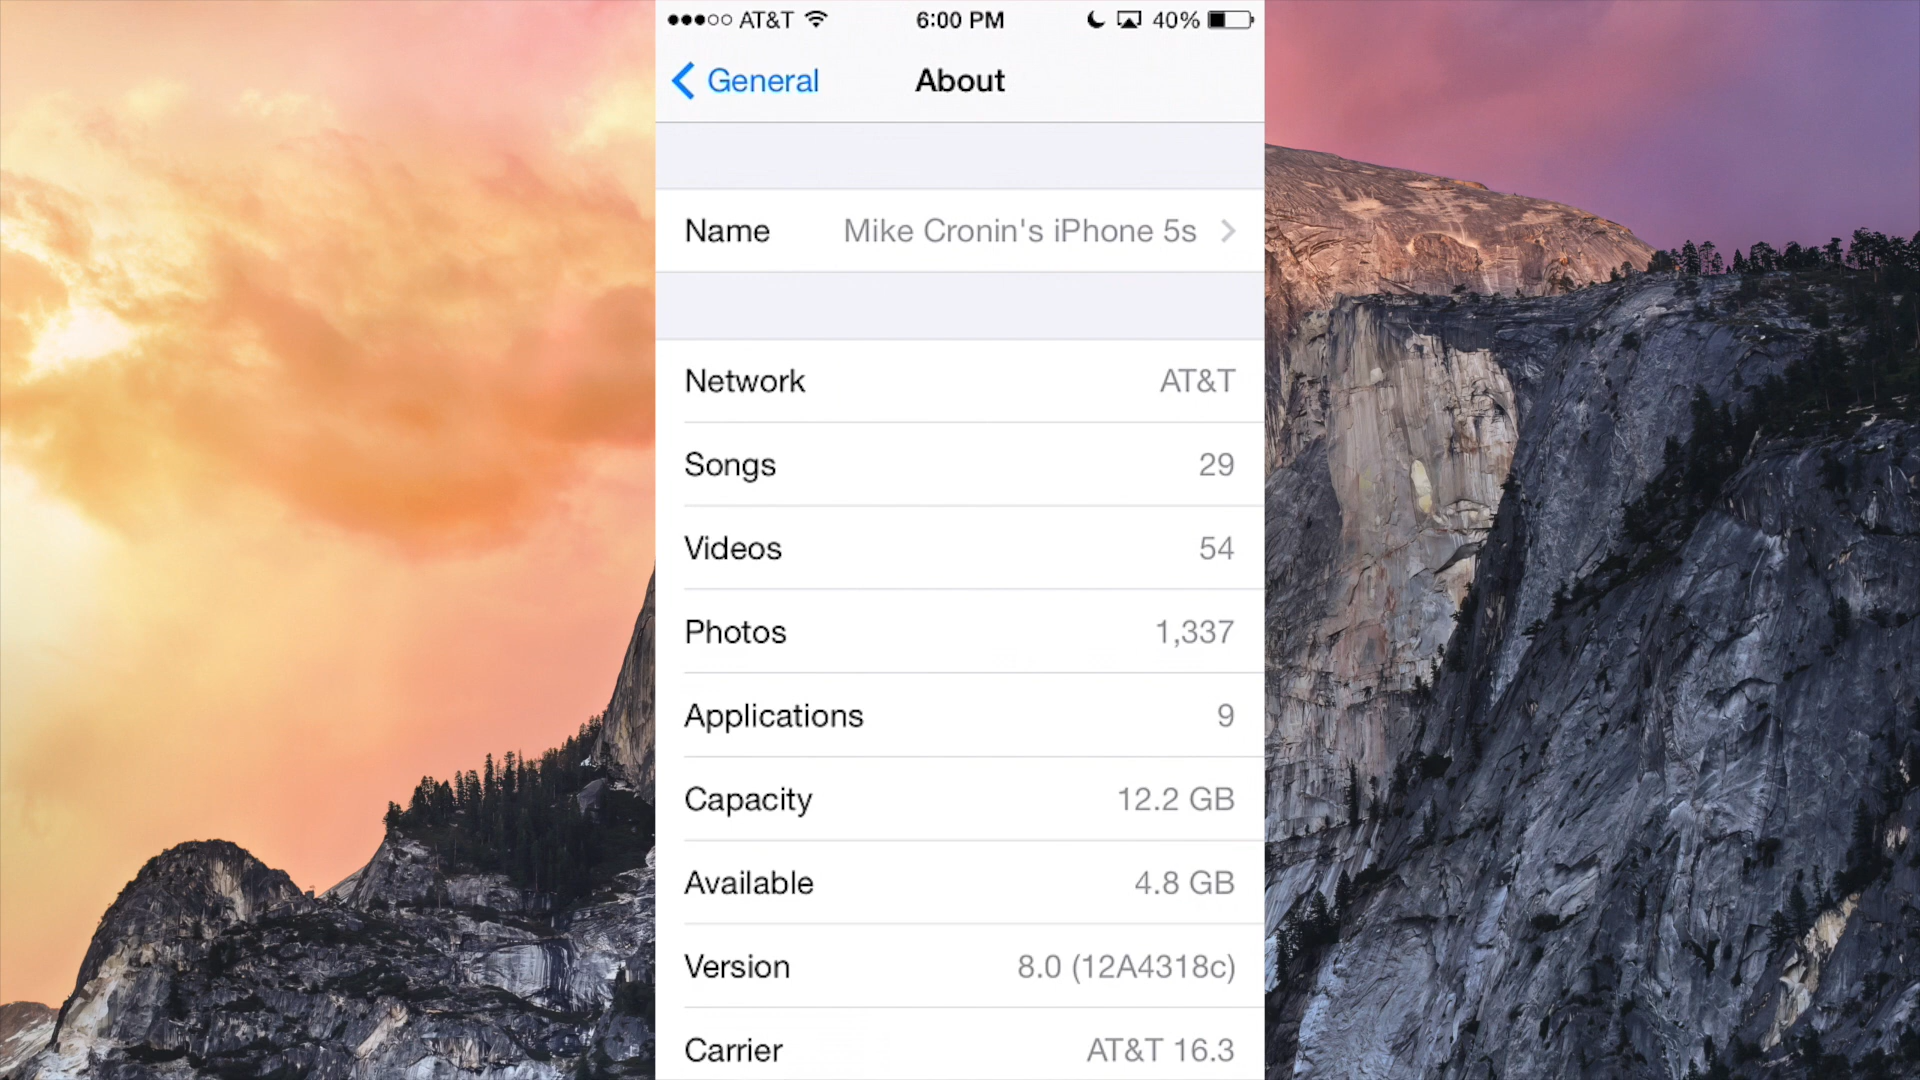 AT&T 6:00 PM 40%
General About
Name Mike Cronin's iPhone 5s
Network AT&T
Songs 29
Videos 54
Photos 1,337
Applications 9
Capacity 12.2 GB
Available 4.8 GB
Version 8.0 (12A4318c)
Carrier AT&T 16.3